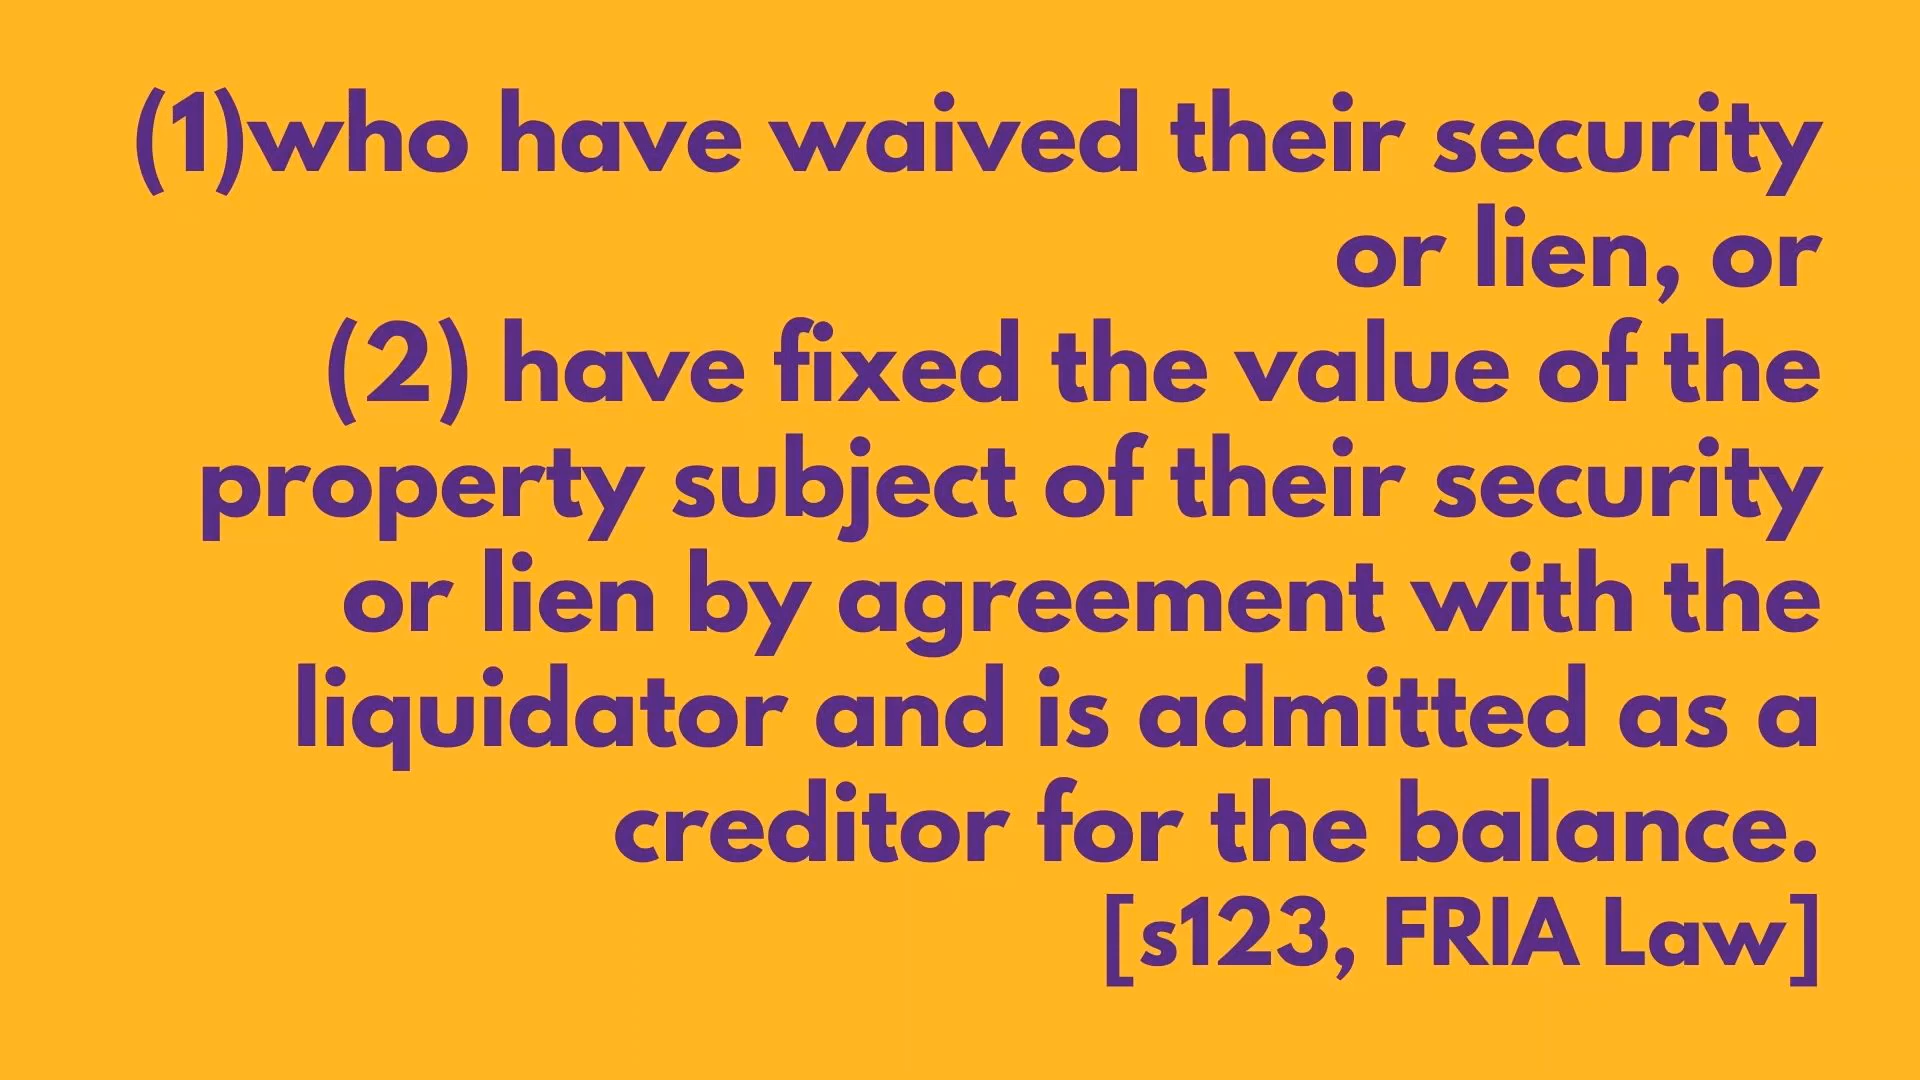 (1)who have waived their security
or lien, or
(2) have fixed the value of the
property subject of their security
or lien by agreement with the
liquidator and is admitted as a
creditor for the balance.
[s123, FRIA Law]